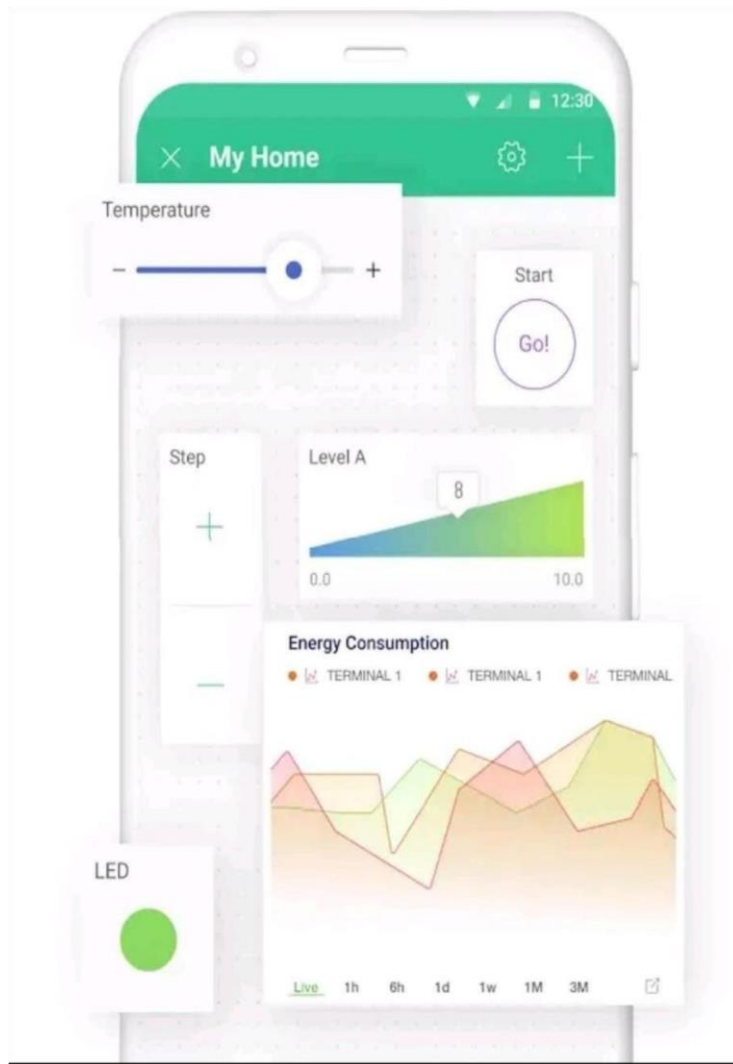 12:30
My Home
Temperature
- +
Start
Go!
Step
+
-
Level A
8
0.0 10.0
Energy Consumption
TERMINAL 1 TERMINAL 1 TERMINAL
LED
Live 1h 6h 1d 1w 1M 3M